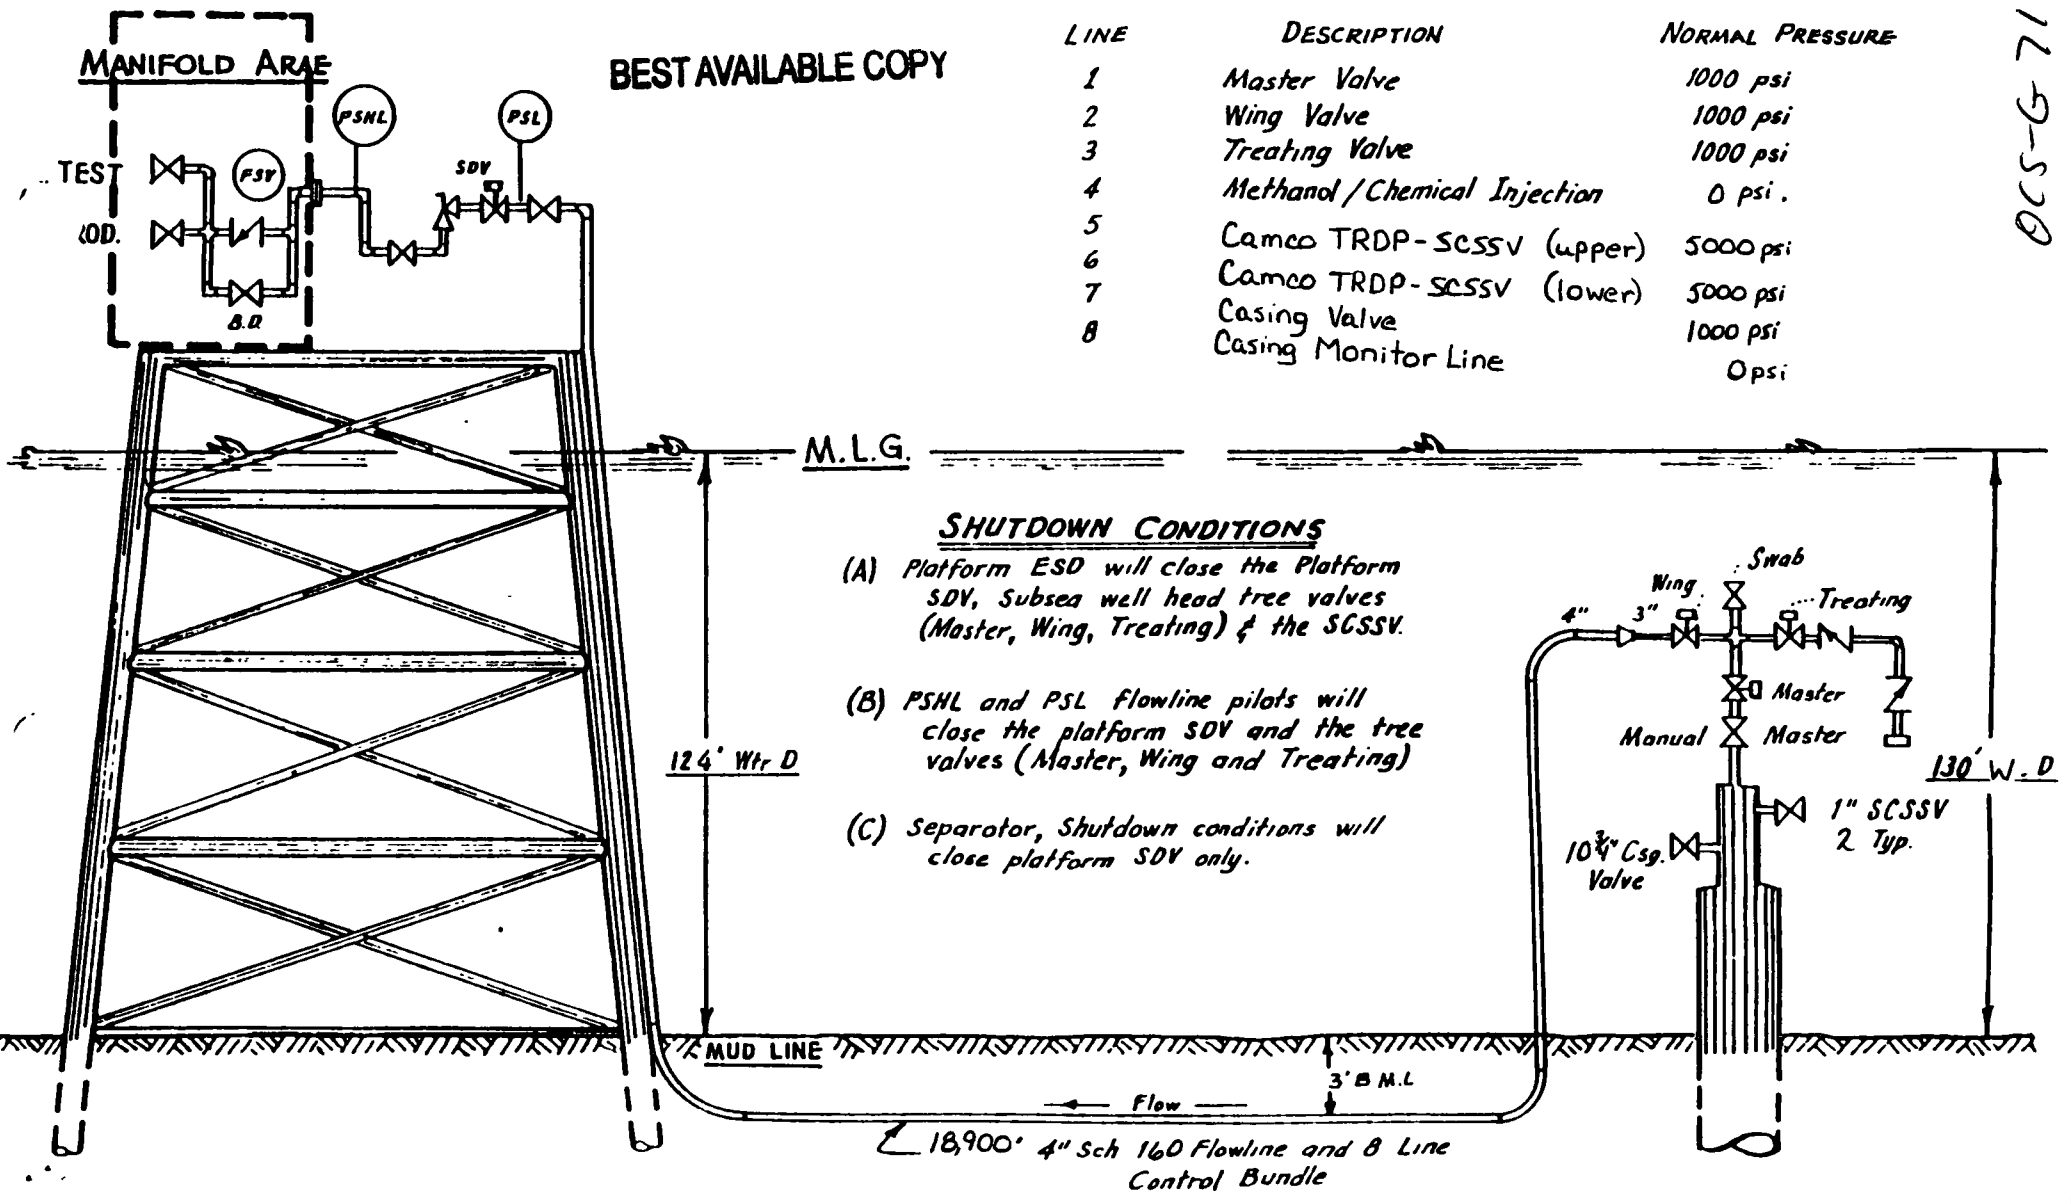 MANIFOLD ARAE
BEST AVAILABLE COPY
LINE DESCRIPTION NORMAL PRESSURE
1 Master Valve 1000 psi
2 Wing Valve 1000 psi
3 Treating Valve 1000 psi
4 Methanol/Chemical Injection 0 psi.
5 Camco TRDP-SCSSV (upper) 5000 psi
6 Camco TRDP-SCSSV (lower) 5000 psi
7 Casing Valve 1000 psi
8 Casing Monitor Line 0 psi
OCS-G 71
PSHL
PSL
SDV
TEST
FSV
ROD.
B.D.
M.L.G.
SHUTDOWN CONDITIONS
(A) Platform ESD will close the Platform
SDV, Subsea well head tree valves
(Master, Wing, Treating) & the SCSSV.
(B) PSHL and PSL flowline pilots will
close the platform SDV and the tree
valves (Master, Wing and Treating)
(C) Separator, Shutdown conditions will
close platform SDV only.
124' Wtr D
Swab
Wing
Treating
4" 3"
Master
Manual Master
130' W. D
1" SCSSV
2 Typ.
10 3/4" Csg.
Valve
MUD LINE
3' B M.L
Flow
18,900' 4" Sch 160 Flowline and 8 Line
Control Bundle